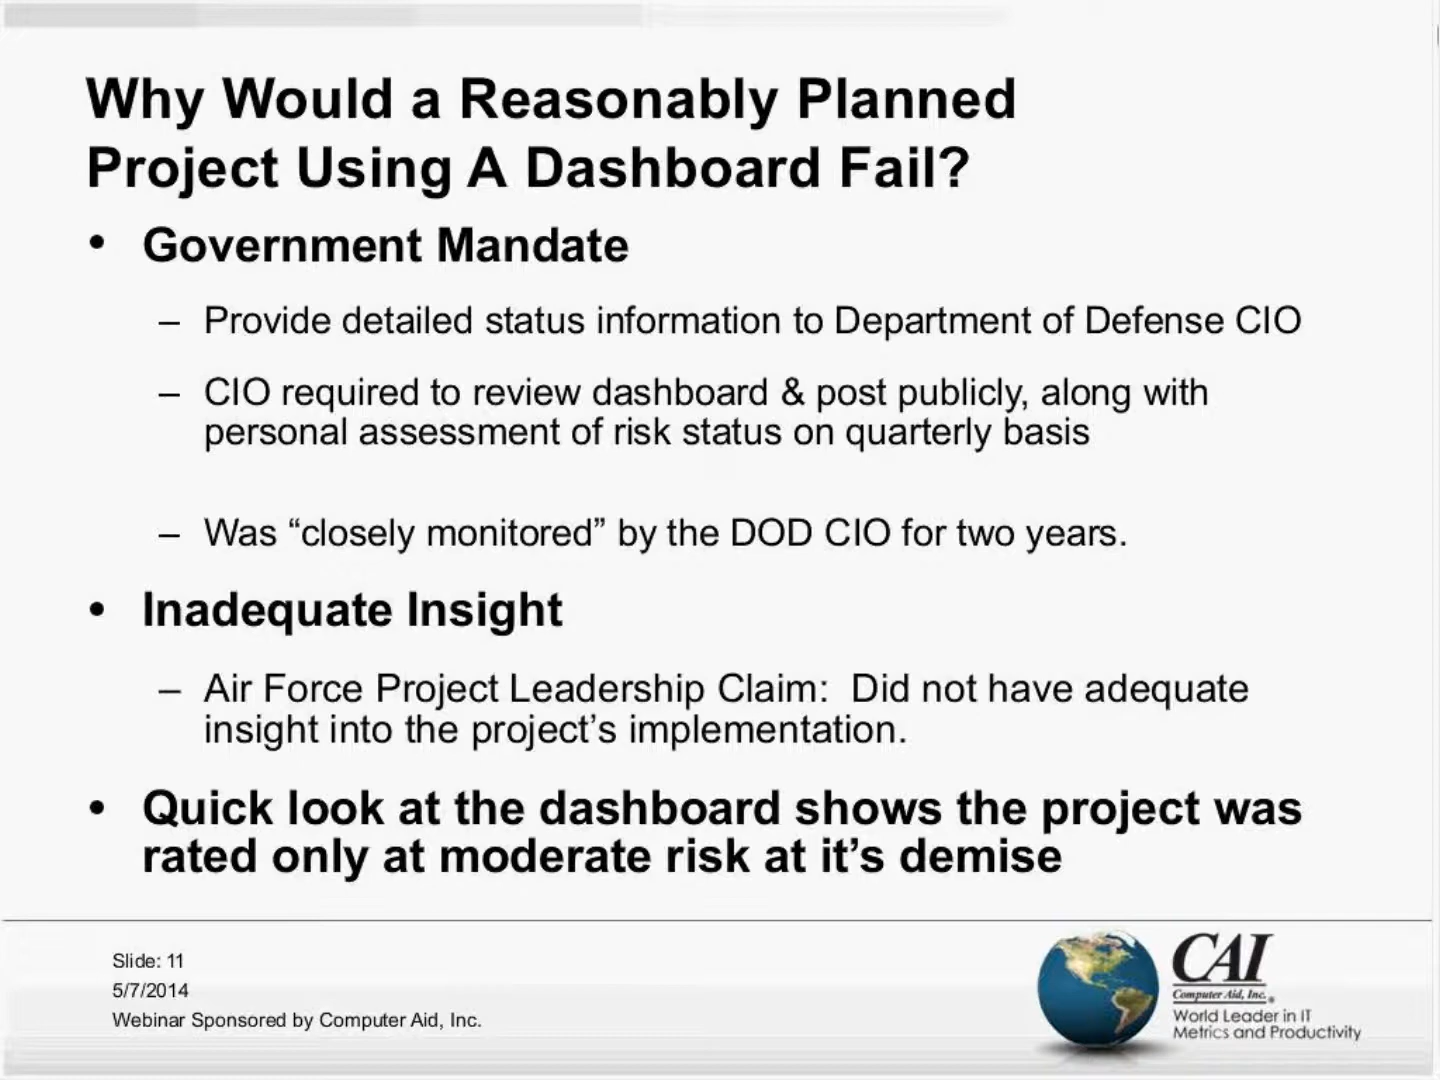 Why Would a Reasonably Planned
Project Using A Dashboard Fail?
• Government Mandate
– Provide detailed status information to Department of Defense CIO
– CIO required to review dashboard & post publicly, along with
personal assessment of risk status on quarterly basis
– Was “closely monitored” by the DOD CIO for two years.
• Inadequate Insight
– Air Force Project Leadership Claim:  Did not have adequate
insight into the project’s implementation.
• Quick look at the dashboard shows the project was
rated only at moderate risk at it’s demise
Slide: 11
5/7/2014
Webinar Sponsored by Computer Aid, Inc.
CAI
Computer Aid, Inc.®
World Leader in IT
Metrics and Productivity